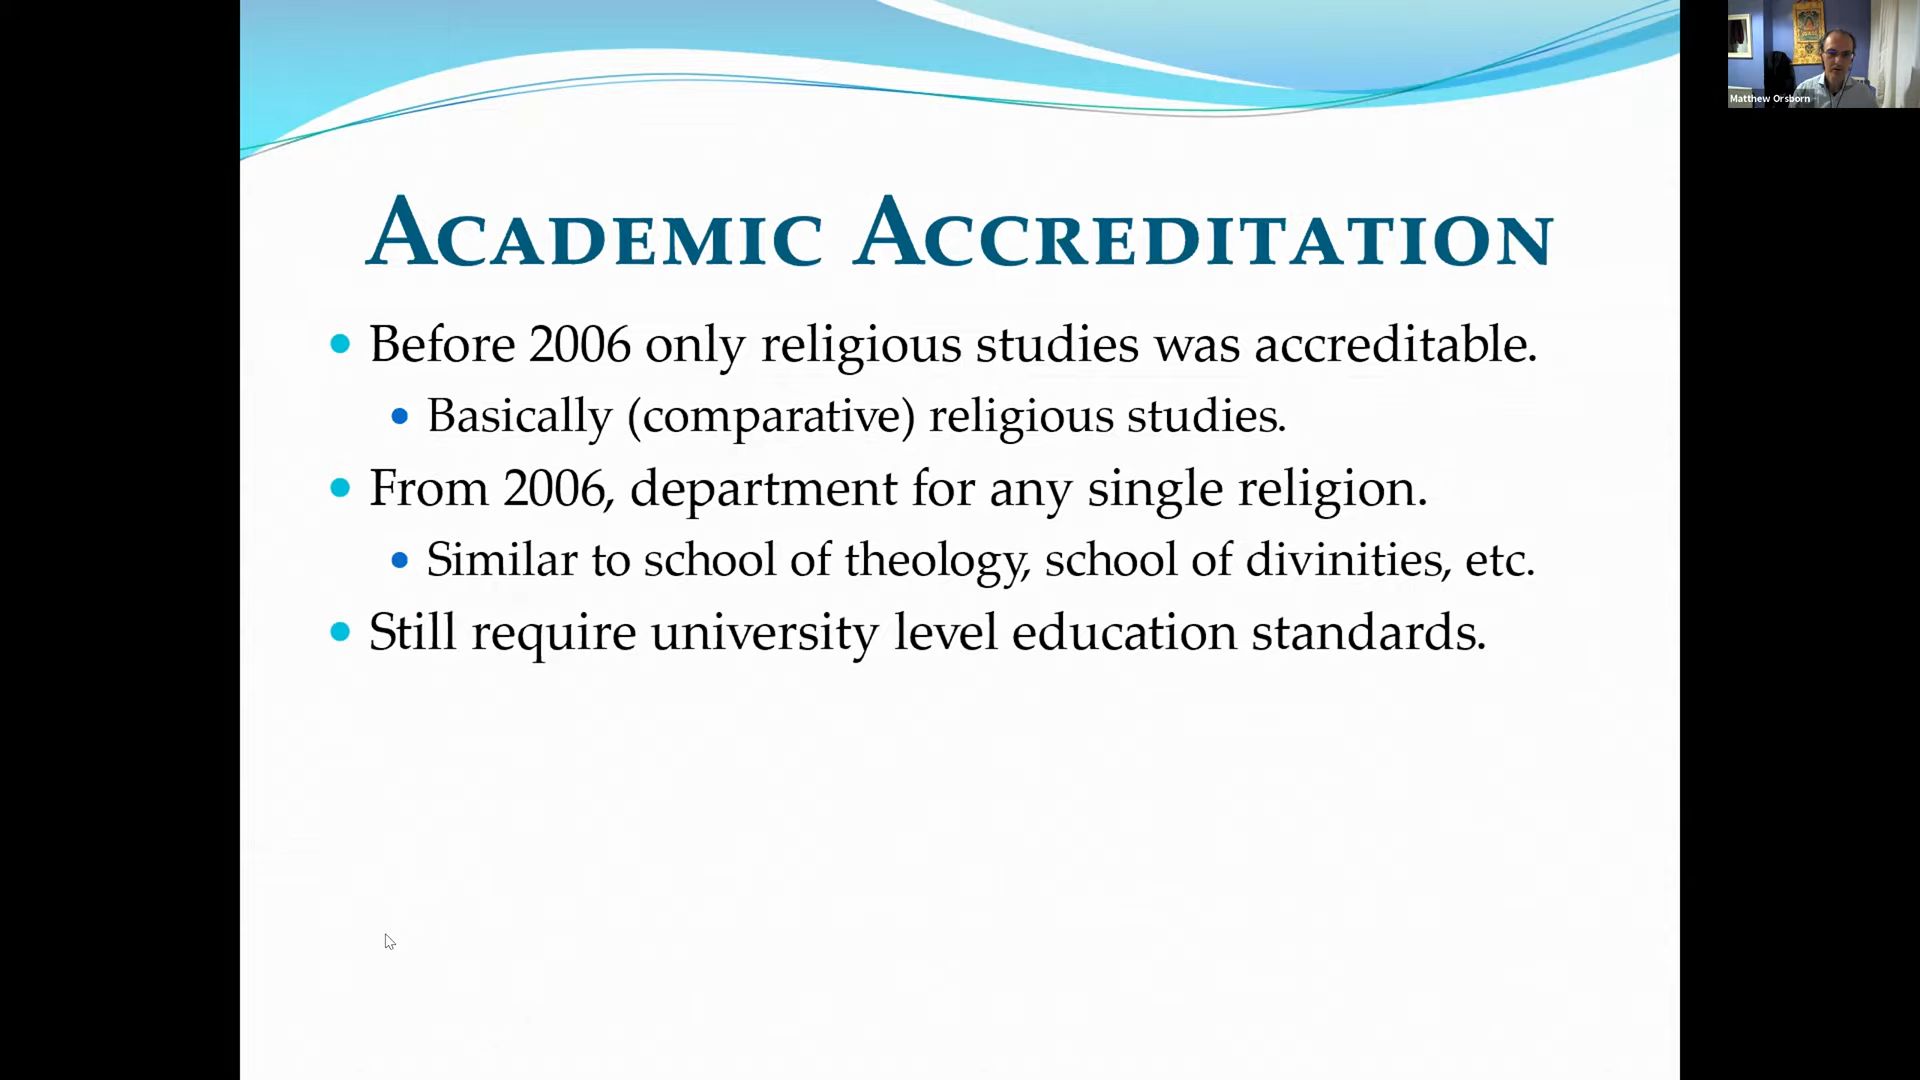 Matthew Orsborn
Academic Accreditation
Before 2006 only religious studies was accreditable.
Basically (comparative) religious studies.
From 2006, department for any single religion.
Similar to school of theology, school of divinities, etc.
Still require university level education standards.